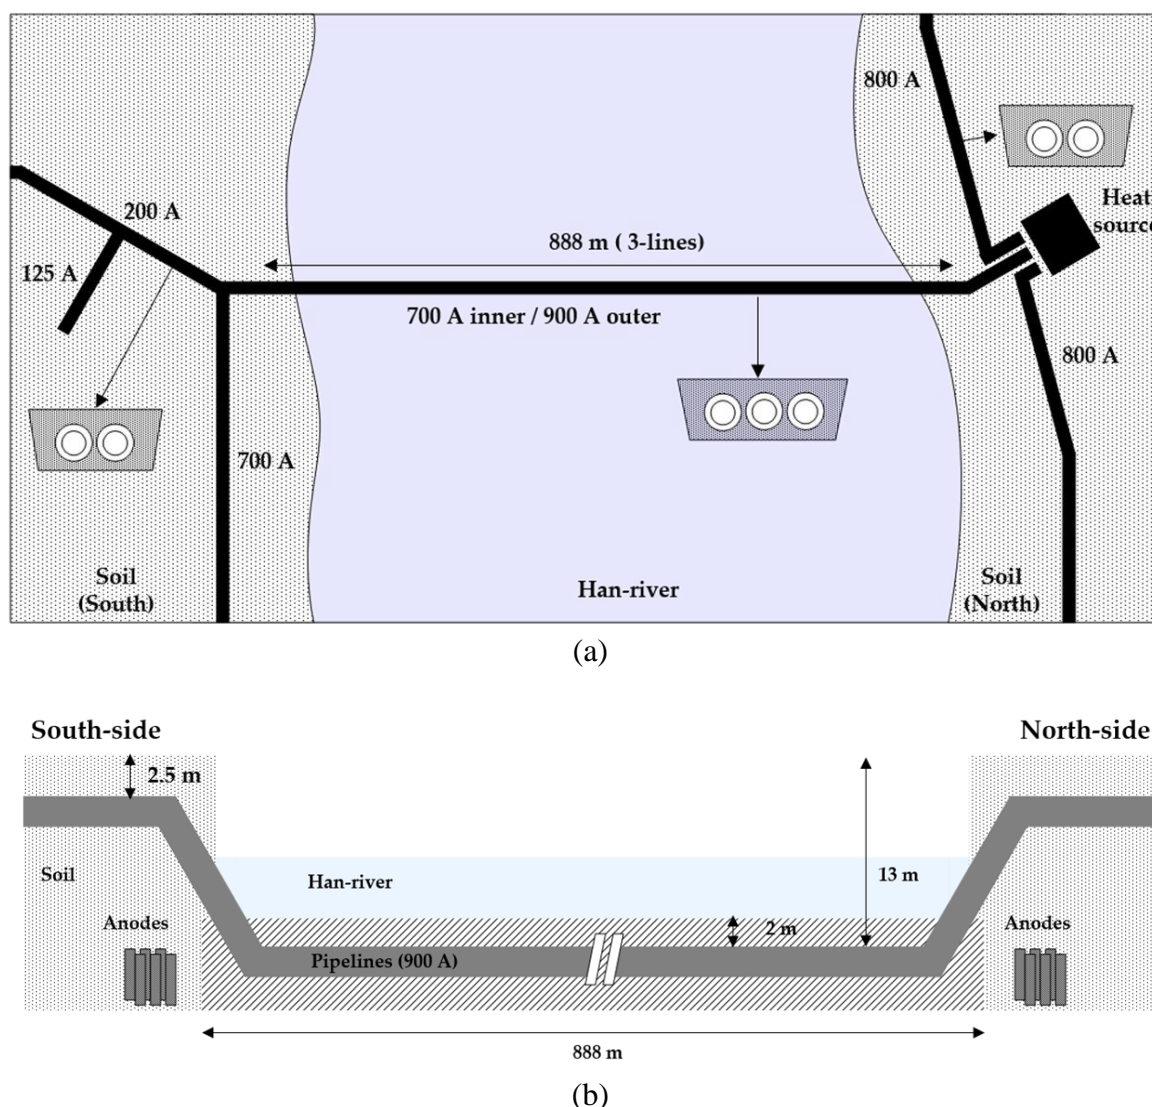 800 A
200 A
Heat
source
888 m ( 3-lines)
125 A
700 A inner / 900 A outer
800 A
700 A
Soil
(South)
Han-river
Soil
(North)
(a)
South-side
North-side
2.5 m
Soil
Han-river
13 m
Anodes
2 m
Anodes
Pipelines (900 A)
888 m
(b)